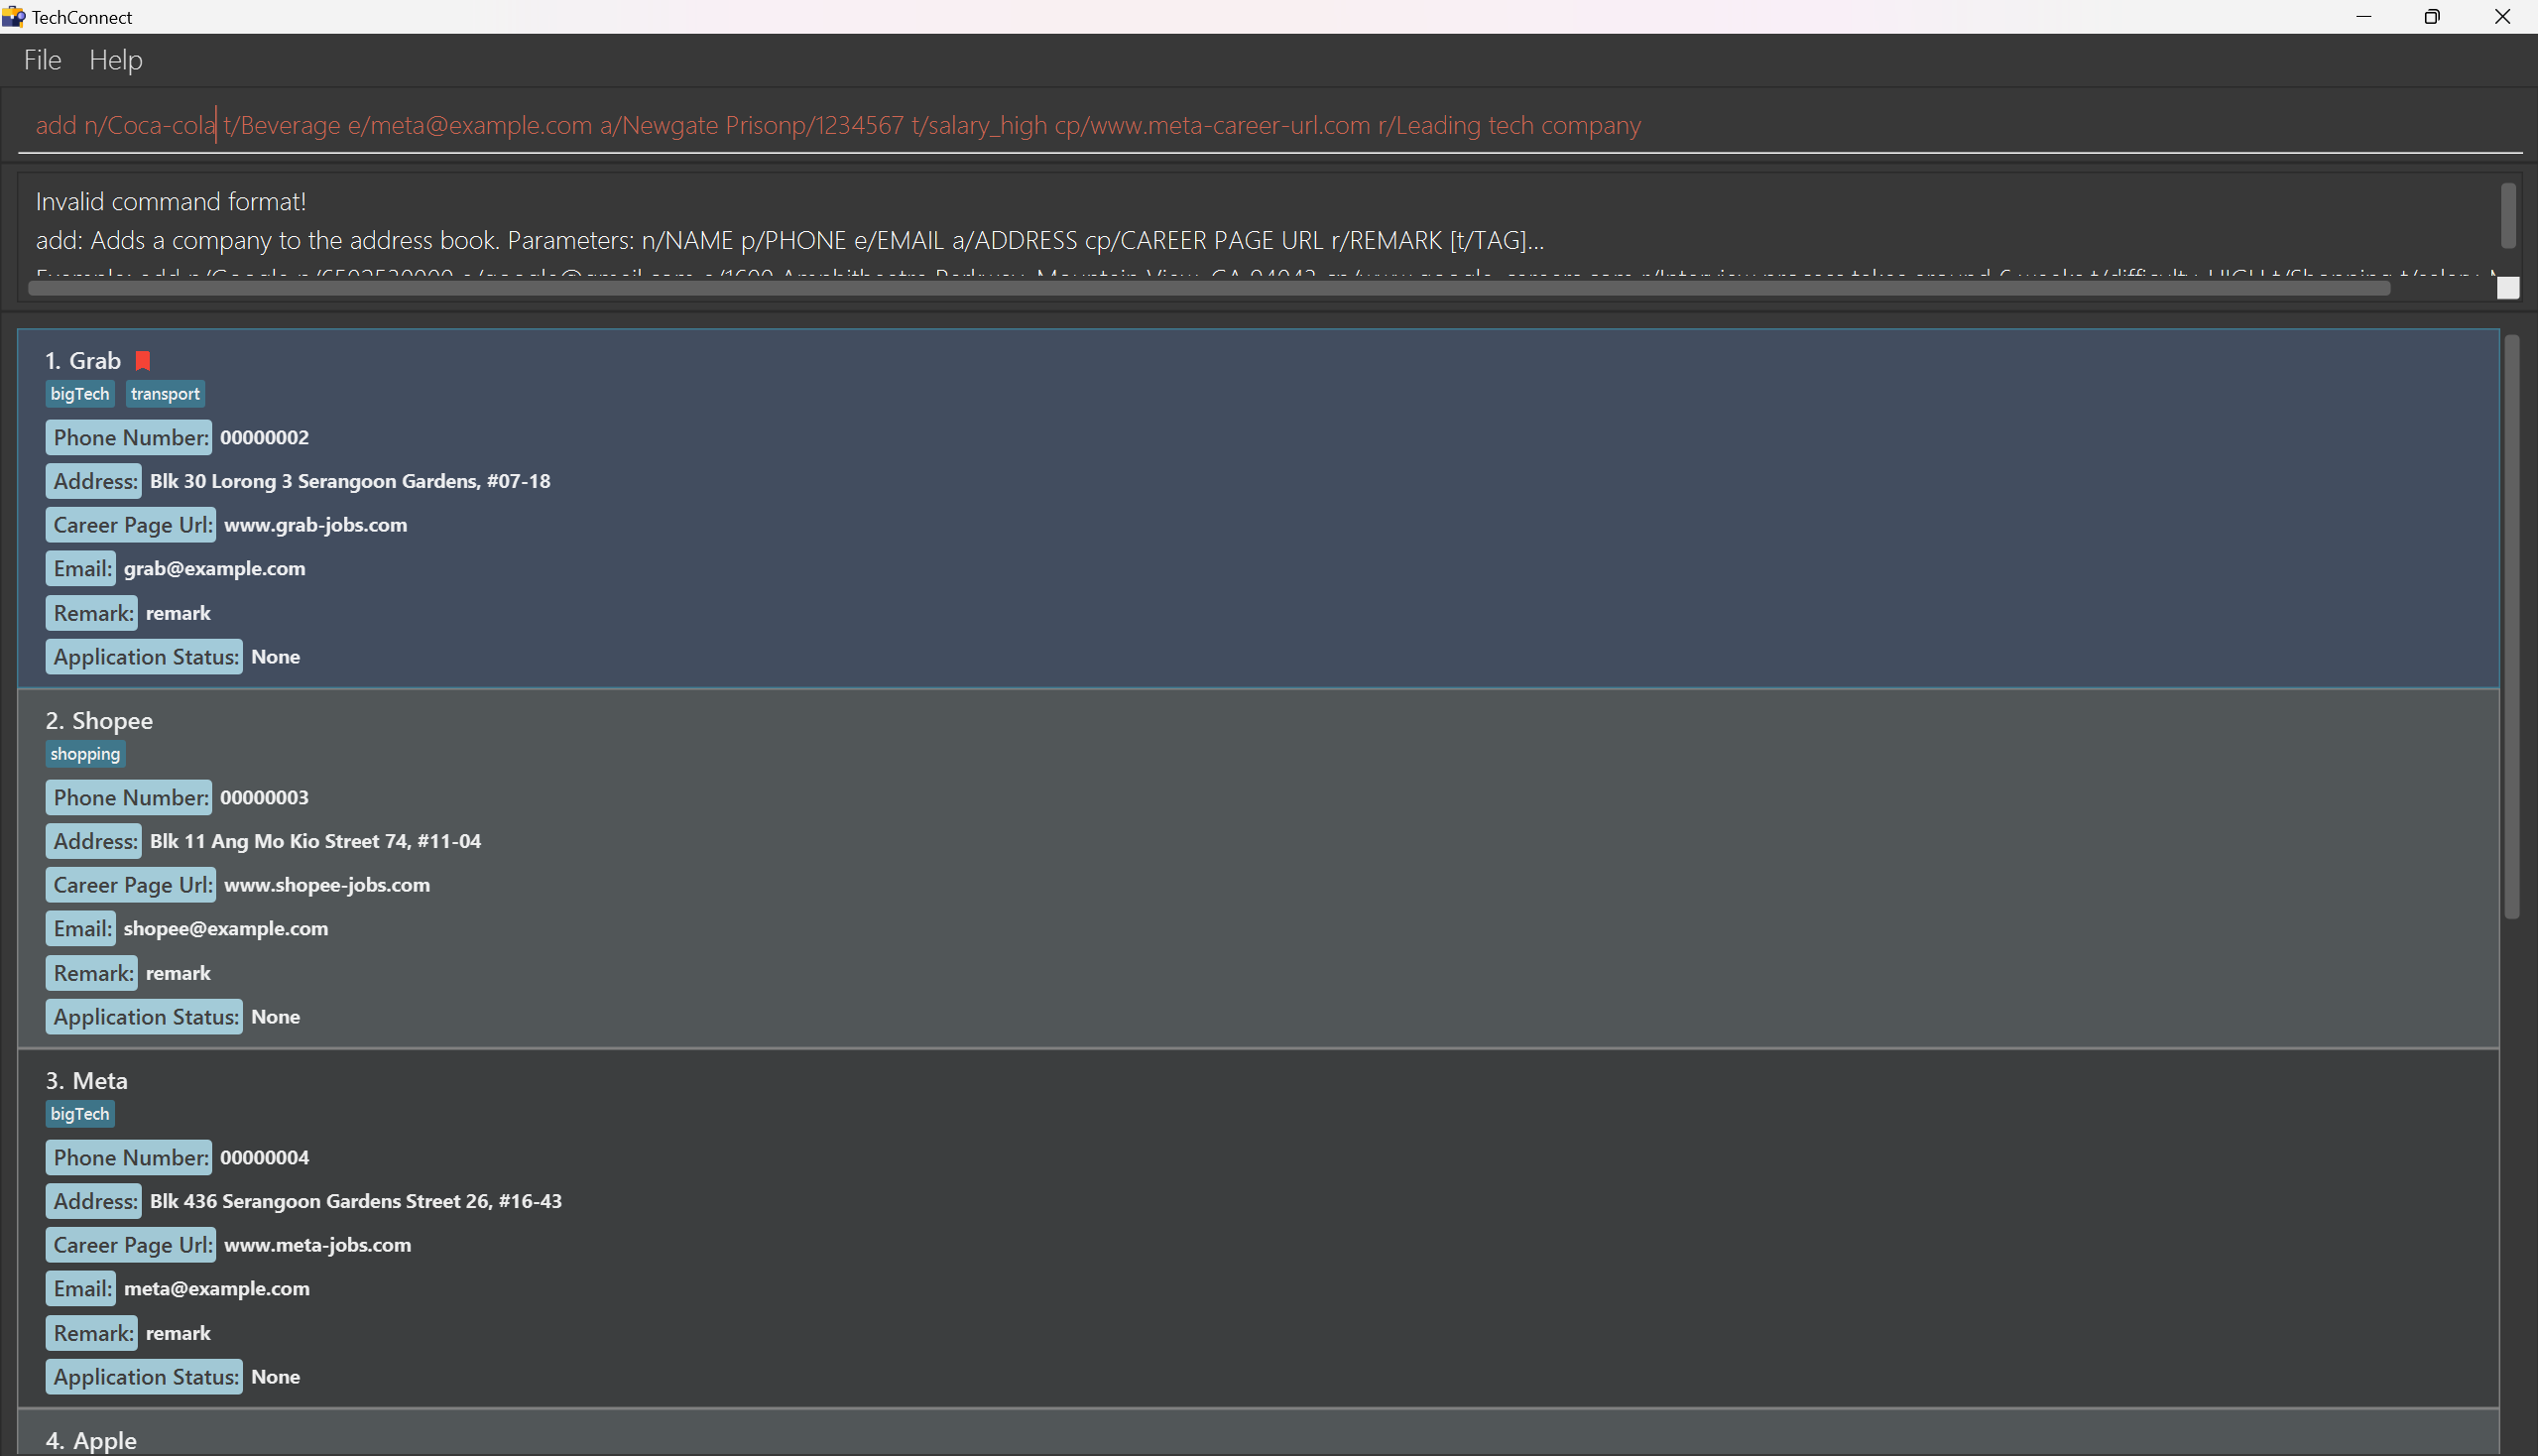 TechConnect
File Help
add n/Coca-cola t/Beverage e/meta@example.com a/Newgate Prisonp/1234567 t/salary_high cp/www.meta-career-url.com r/Leading tech company
Invalid command format!
add: Adds a company to the address book. Parameters: n/NAME p/PHONE e/EMAIL a/ADDRESS cp/CAREER PAGE URL r/REMARK [t/TAG]...
1. Grab
bigTech transport
Phone Number: 00000002
Address: Blk 30 Lorong 3 Serangoon Gardens, #07-18
Career Page Url: www.grab-jobs.com
Email: grab@example.com
Remark: remark
Application Status: None
2. Shopee
shopping
Phone Number: 00000003
Address: Blk 11 Ang Mo Kio Street 74, #11-04
Career Page Url: www.shopee-jobs.com
Email: shopee@example.com
Remark: remark
Application Status: None
3. Meta
bigTech
Phone Number: 00000004
Address: Blk 436 Serangoon Gardens Street 26, #16-43
Career Page Url: www.meta-jobs.com
Email: meta@example.com
Remark: remark
Application Status: None
4. Apple